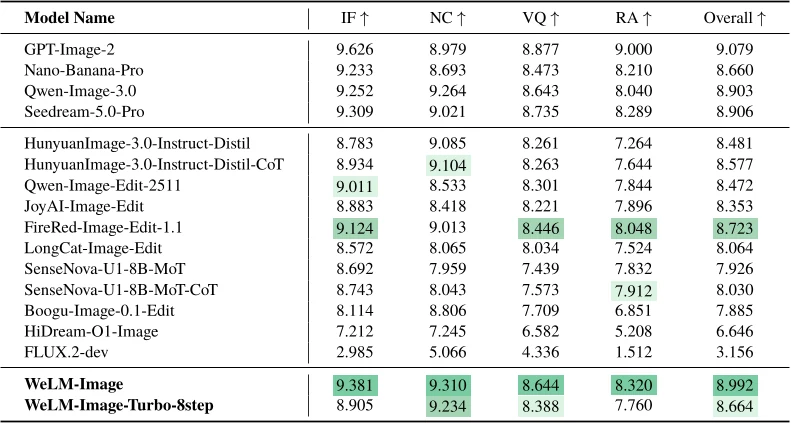 Model Name IF ↑ NC ↑ VQ ↑ RA ↑ Overall ↑
GPT-Image-2 9.626 8.979 8.877 9.000 9.079
Nano-Banana-Pro 9.233 8.693 8.473 8.210 8.660
Qwen-Image-3.0 9.252 9.264 8.643 8.040 8.903
Seedream-5.0-Pro 9.309 9.021 8.735 8.289 8.906
HunyuanImage-3.0-Instruct-Distil 8.783 9.085 8.261 7.264 8.481
HunyuanImage-3.0-Instruct-Distil-CoT 8.934 9.104 8.263 7.644 8.577
Qwen-Image-Edit-2511 9.011 8.533 8.301 7.844 8.472
JoyAI-Image-Edit 8.883 8.418 8.221 7.896 8.353
FireRed-Image-Edit-1.1 9.124 9.013 8.446 8.048 8.723
LongCat-Image-Edit 8.572 8.065 8.034 7.524 8.064
SenseNova-U1-8B-MoT 8.692 7.959 7.439 7.832 7.926
SenseNova-U1-8B-MoT-CoT 8.743 8.043 7.573 7.912 8.030
Boogu-Image-0.1-Edit 8.114 8.806 7.709 6.851 7.885
HiDream-O1-Image 7.212 7.245 6.582 5.208 6.646
FLUX.2-dev 2.985 5.066 4.336 1.512 3.156
WeLM-Image 9.381 9.310 8.644 8.320 8.992
WeLM-Image-Turbo-8step 8.905 9.234 8.388 7.760 8.664